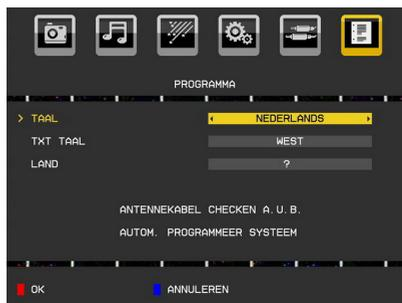 PROGRAMMA
> TAAL NEDERLANDS
TXT TAAL WEST
LAND ?
ANTENNEKABEL CHECKEN A.U.B.
AUTOM. PROGRAMMEER SYSTEEM
OK ANNULEREN